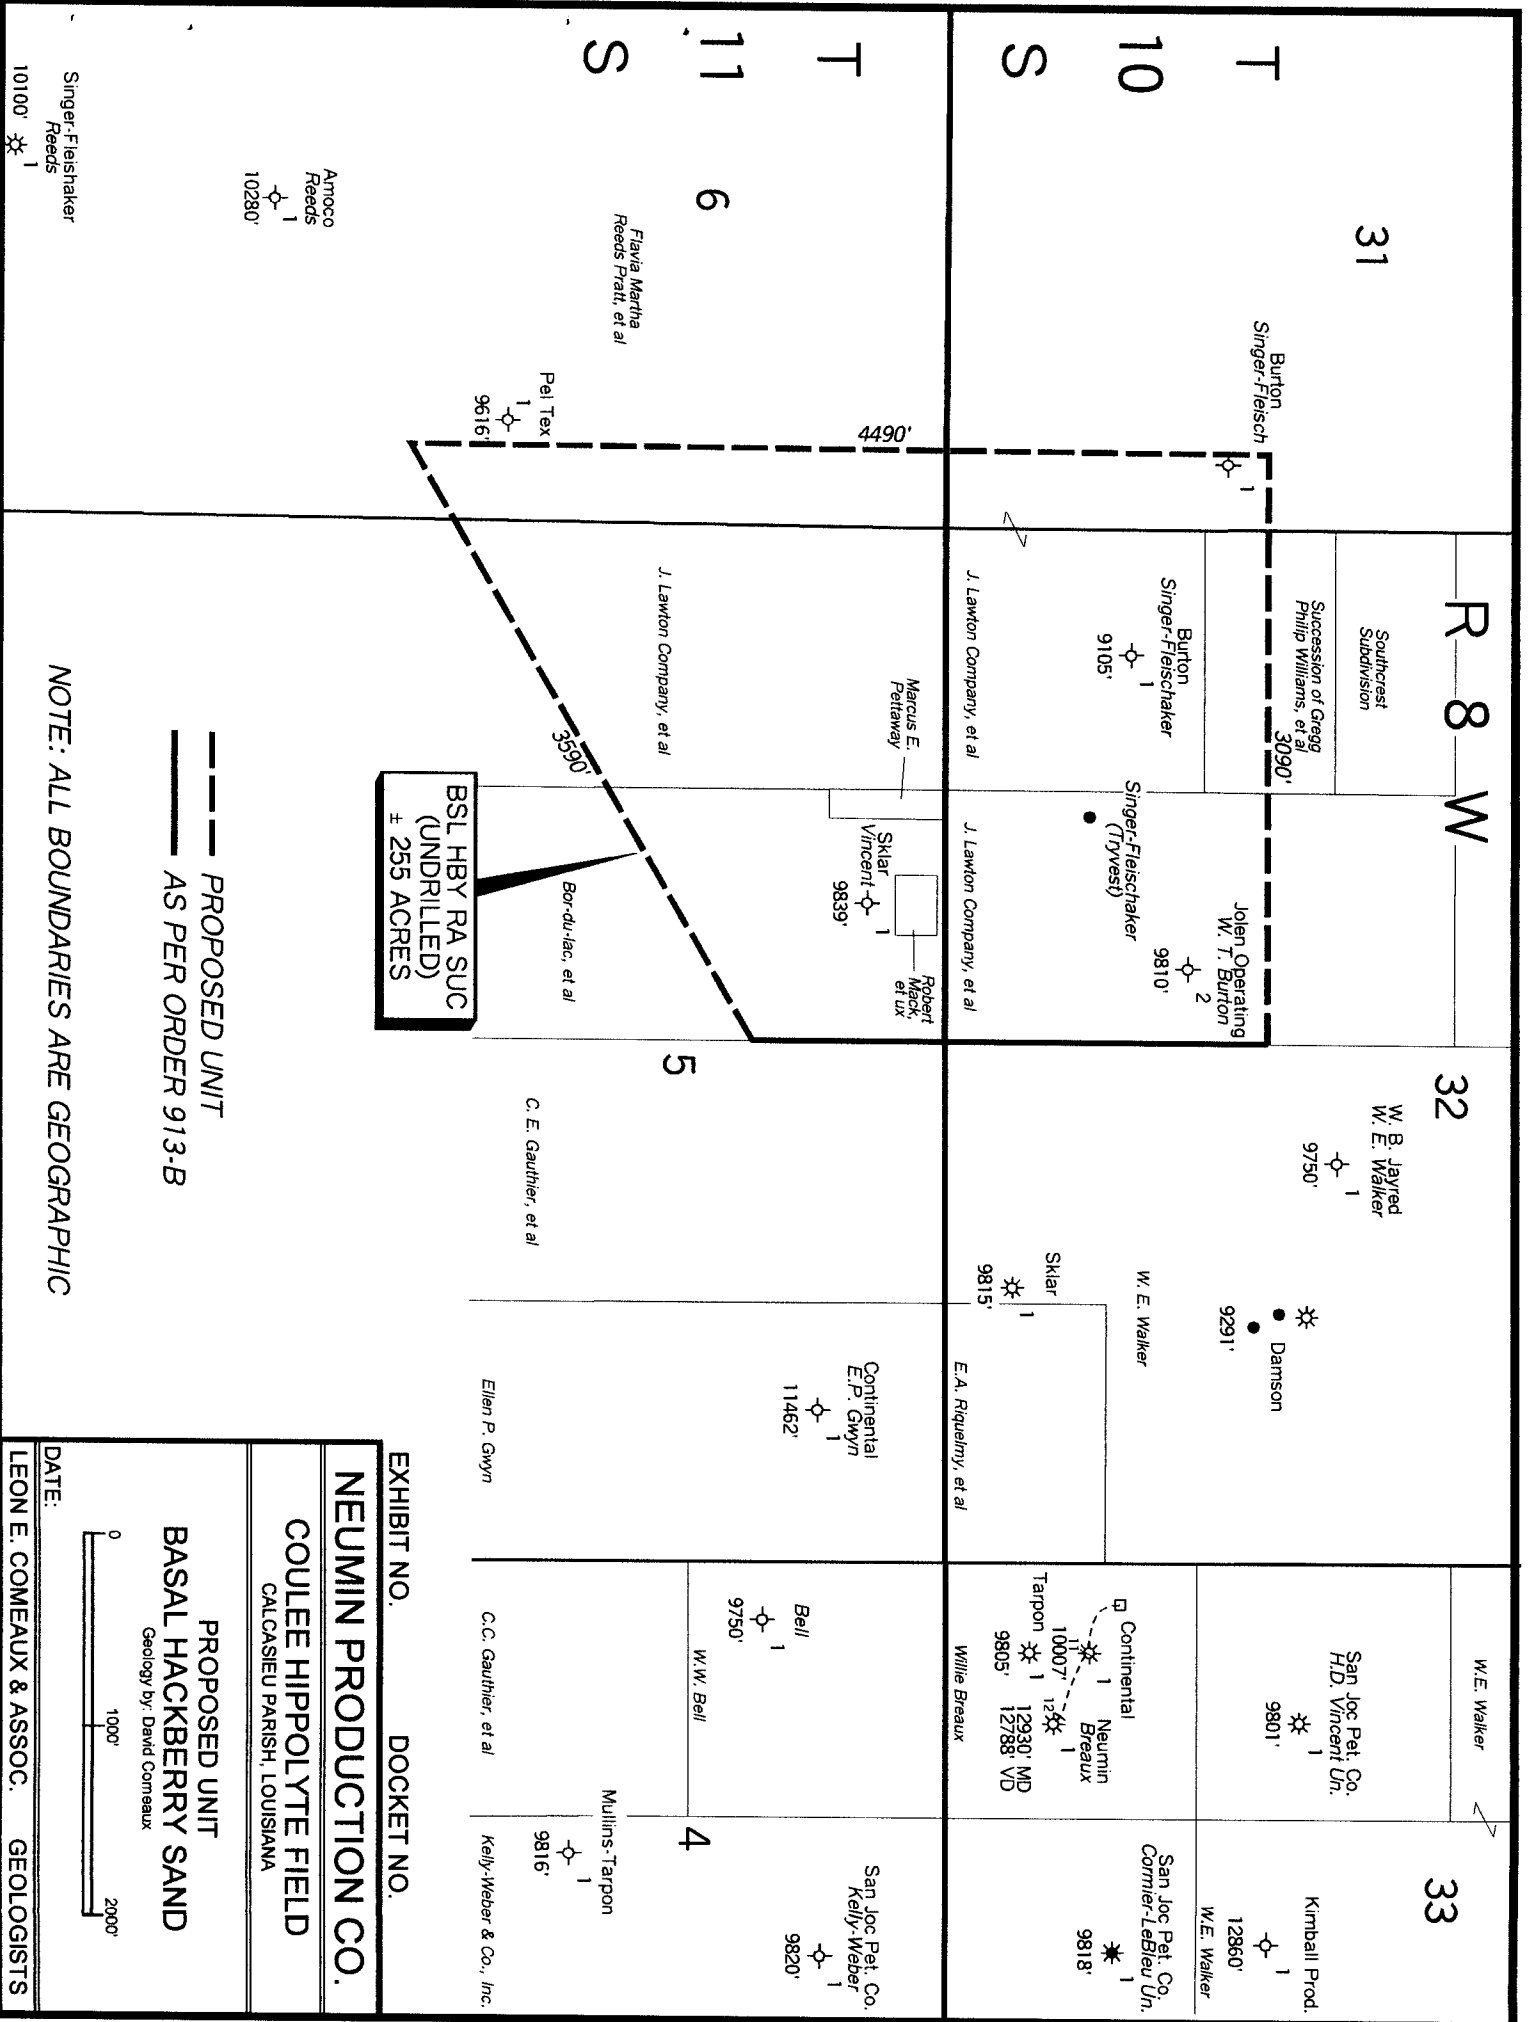 R 8 W
T
10
S
T
11
S
31
32
33
6
5
4
Southcrest
Subdivision
Succession of Gregg
Philip Williams, et al
3090'
Burton
Singer-Fleisch
1
Burton
Singer-Fleischaker
1
9105'
Jolen Operating
W. T. Burton
2
9810'
Singer-Fleischaker
(Tryvest)
J. Lawton Company, et al
J. Lawton Company, et al
W. B. Jayred
W. E. Walker
1
9750'
Damson
9291'
W. E. Walker
Sklar
1
9815'
E.A. Riquelmy, et al
W.E. Walker
San Joc Pet. Co.
H.D. Vincent Un.
1
9801'
Kimball Prod.
1
12860'
W.E. Walker
San Joc Pet. Co.
Cormier-LeBleu Un.
1
9818'
Continental
1
11
10007'
Neumin
Breaux
1
12
12930' MD
12788' VD
Tarpon
1
9805'
Willie Breaux
4490'
Marcus E.
Pettaway
Sklar
Vincent
1
9839'
Robert
Mack,
et ux
J. Lawton Company, et al
3590'
Bor-du-lac, et al
BSL HBY RA SUC
(UNDRILLED)
± 255 ACRES
Flavia Martha
Reeds Pratt, et al
Pel Tex
1
9616'
Amoco
Reeds
1
10280'
Singer-Fleishaker
Reeds
1
10100'
C. E. Gauthier, et al
Continental
E.P. Gwyn
1
11462'
Ellen P. Gwyn
Bell
1
9750'
W.W. Bell
C.C. Gauthier, et al
San Joc Pet. Co.
Kelly-Weber
1
9820'
Mullins-Tarpon
1
9816'
Kelly-Weber & Co., Inc.
PROPOSED UNIT
AS PER ORDER 913-B
NOTE: ALL BOUNDARIES ARE GEOGRAPHIC
EXHIBIT NO. DOCKET NO.
NEUMIN PRODUCTION CO.
COULEE HIPPOLYTE FIELD
CALCASIEU PARISH, LOUISIANA
PROPOSED UNIT
BASAL HACKBERRY SAND
Geology by: David Comeaux
0 1000' 2000'
DATE:
LEON E. COMEAUX & ASSOC. GEOLOGISTS